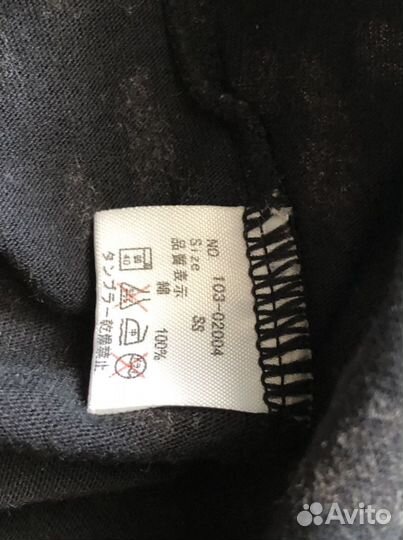 NO 103-02004
Size SS
品質表示
綿 100%
40
タンブラー乾燥禁止
Avito